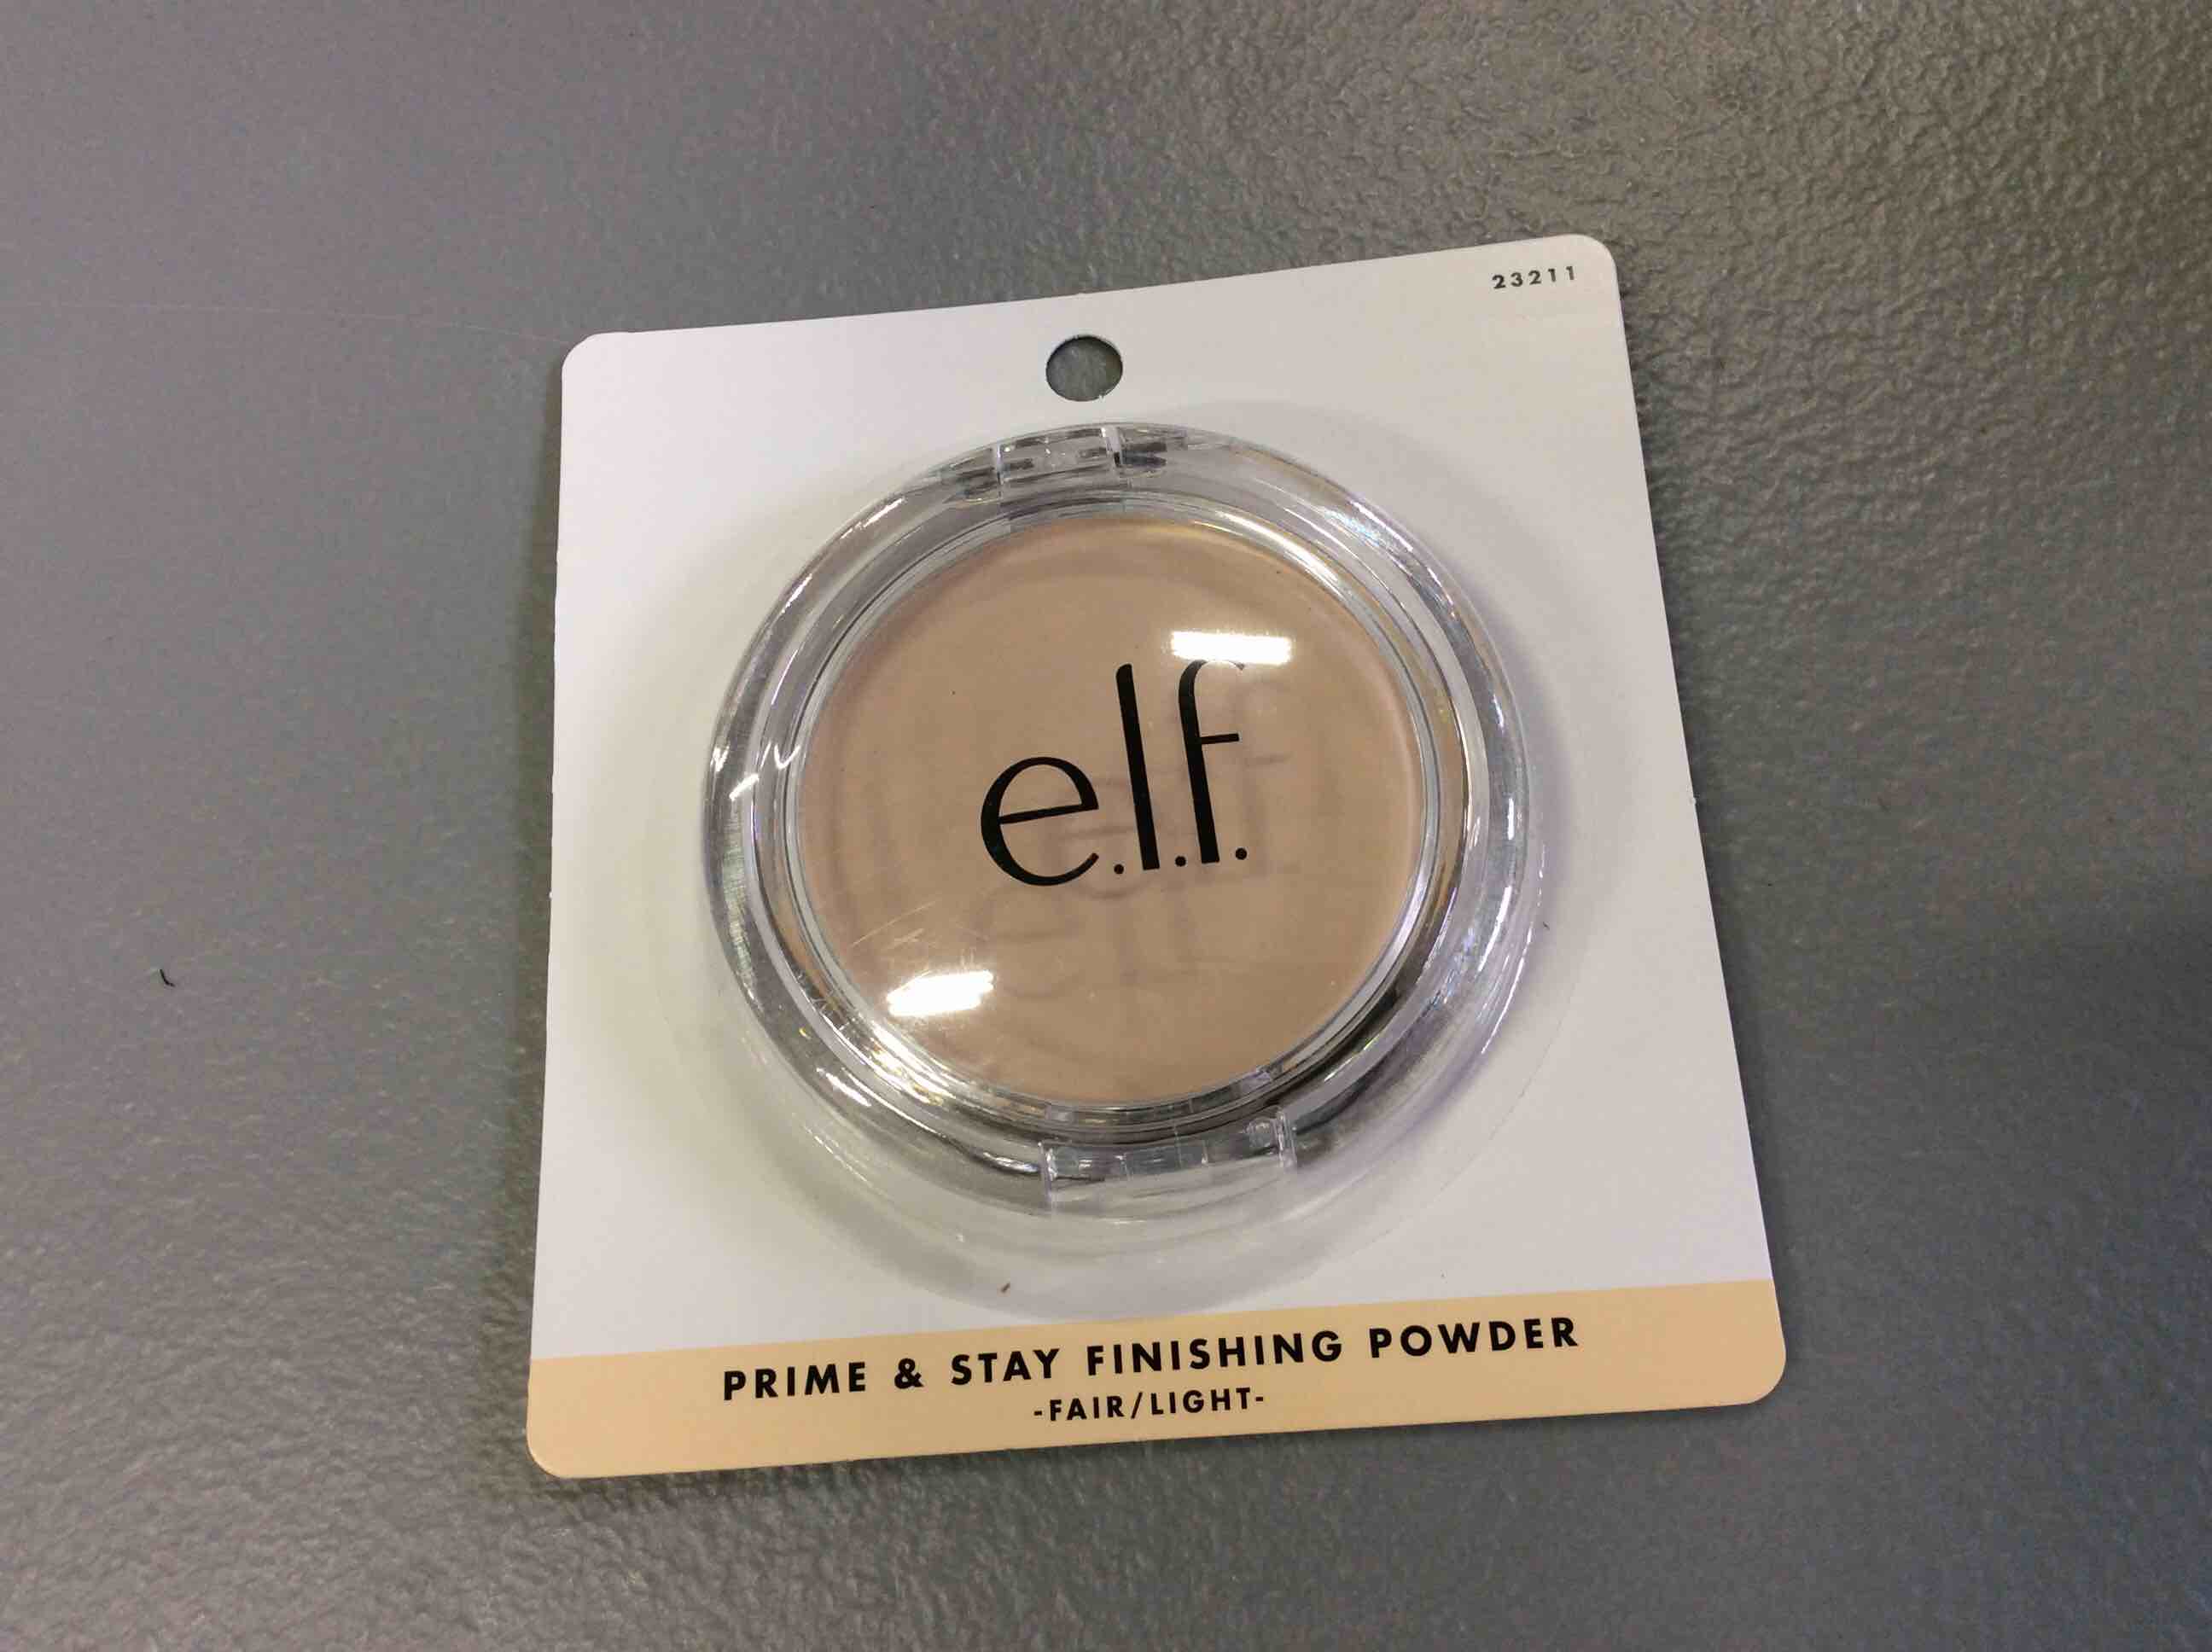 23211
e.l.f.
PRIME & STAY FINISHING POWDER
-FAIR/LIGHT-